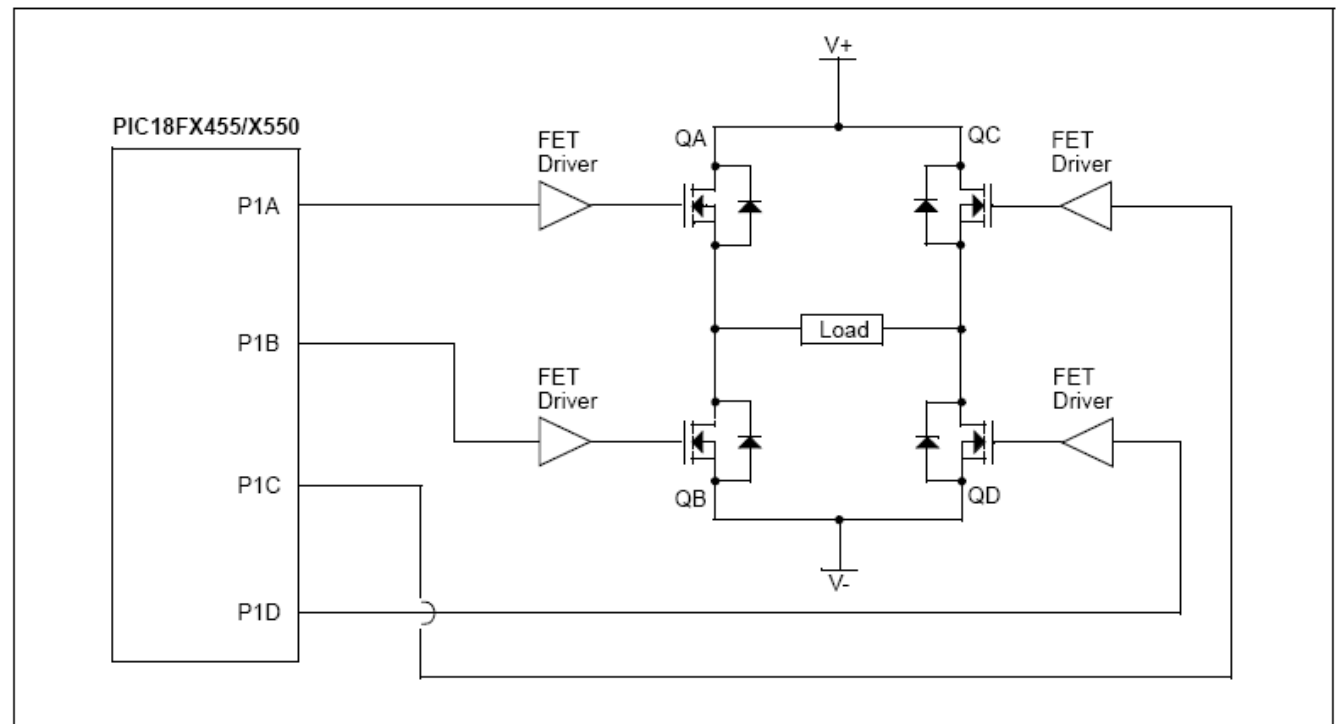 V+
PIC18FX455/X550
FET
Driver
QA
QC
FET
Driver
P1A
P1B
Load
FET
Driver
FET
Driver
P1C
QB
QD
V-
P1D